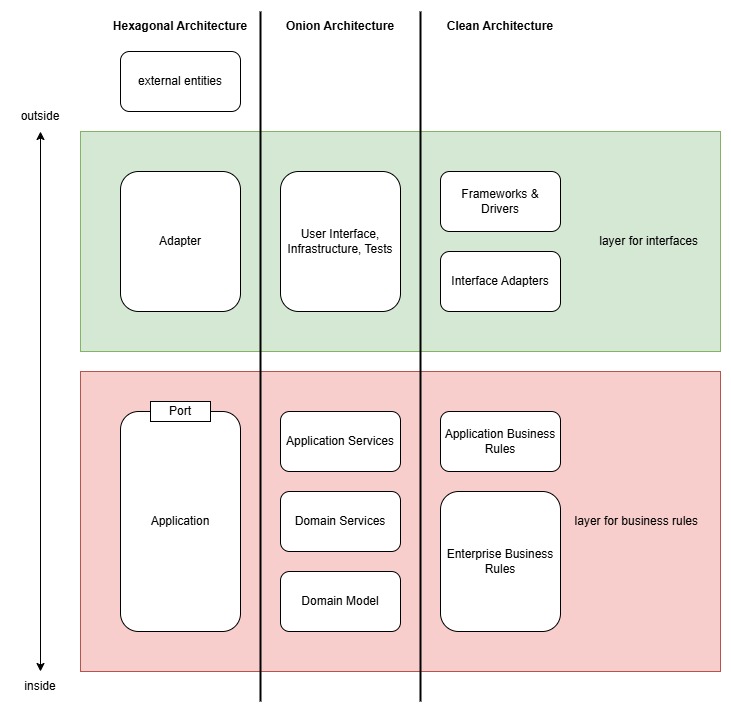 Hexagonal Architecture
Onion Architecture
Clean Architecture
external entities
outside
Adapter
User Interface,
Infrastructure, Tests
Frameworks &
Drivers
Interface Adapters
layer for interfaces
Port
Application
Application Services
Domain Services
Domain Model
Application Business
Rules
Enterprise Business
Rules
layer for business rules
inside